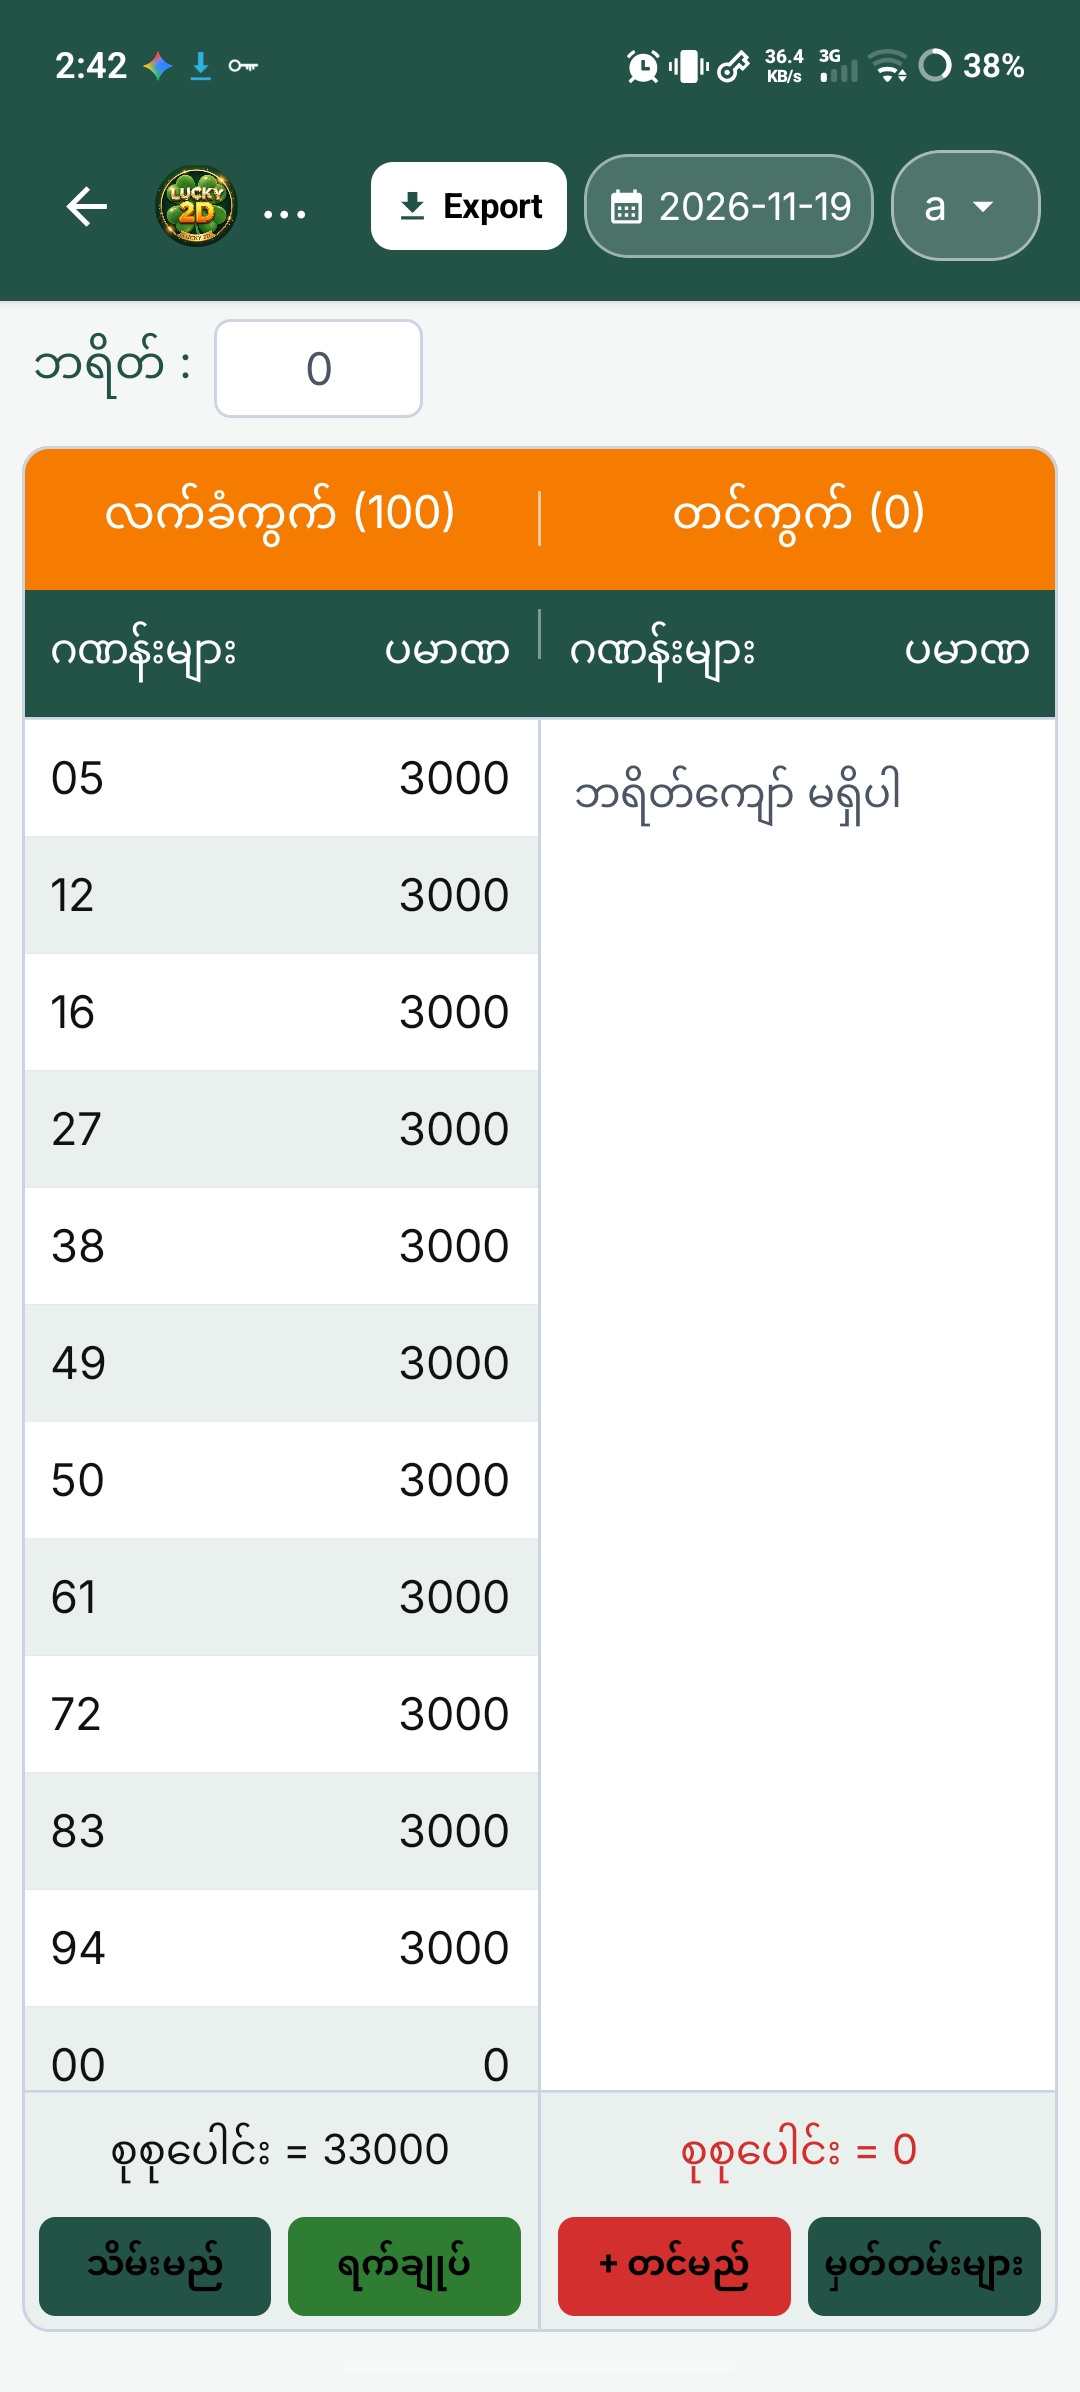 2:42
36.4 KB/s 3G 38%
LUCKY 2D ... Export 2026-11-19 a
ဘရိတ် : 0
လက်ခံကွက် (100) တင်ကွက် (0)
ဂဏန်းများ ပမာဏ ဂဏန်းများ ပမာဏ
05 3000 ဘရိတ်ကျော် မရှိပါ
12 3000
16 3000
27 3000
38 3000
49 3000
50 3000
61 3000
72 3000
83 3000
94 3000
00 0
စုစုပေါင်း = 33000 စုစုပေါင်း = 0
သိမ်းမည် ရက်ချုပ် + တင်မည် မှတ်တမ်းများ